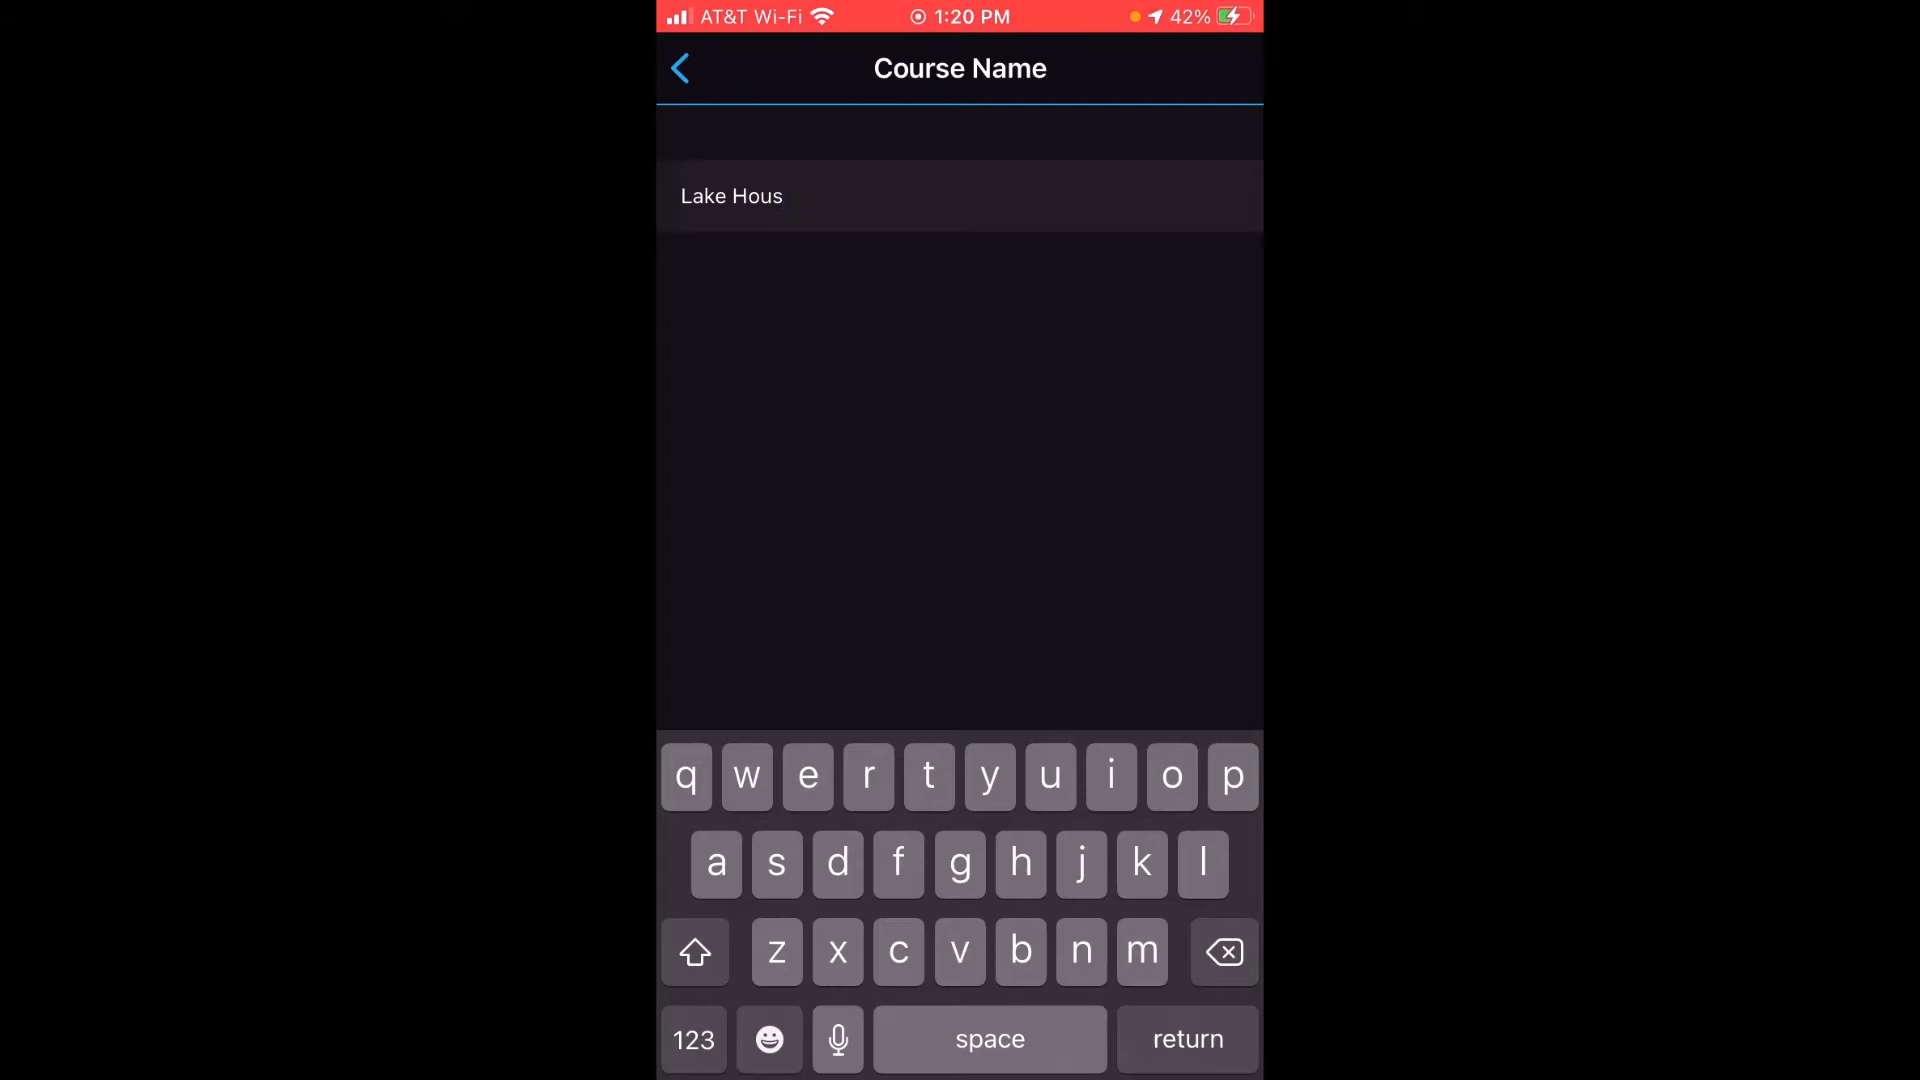 AT&T Wi-Fi 1:20 PM 42%
Course Name
Lake Hous
q w e r t y u i o p
a s d f g h j k l
z x c v b n m
123 space return